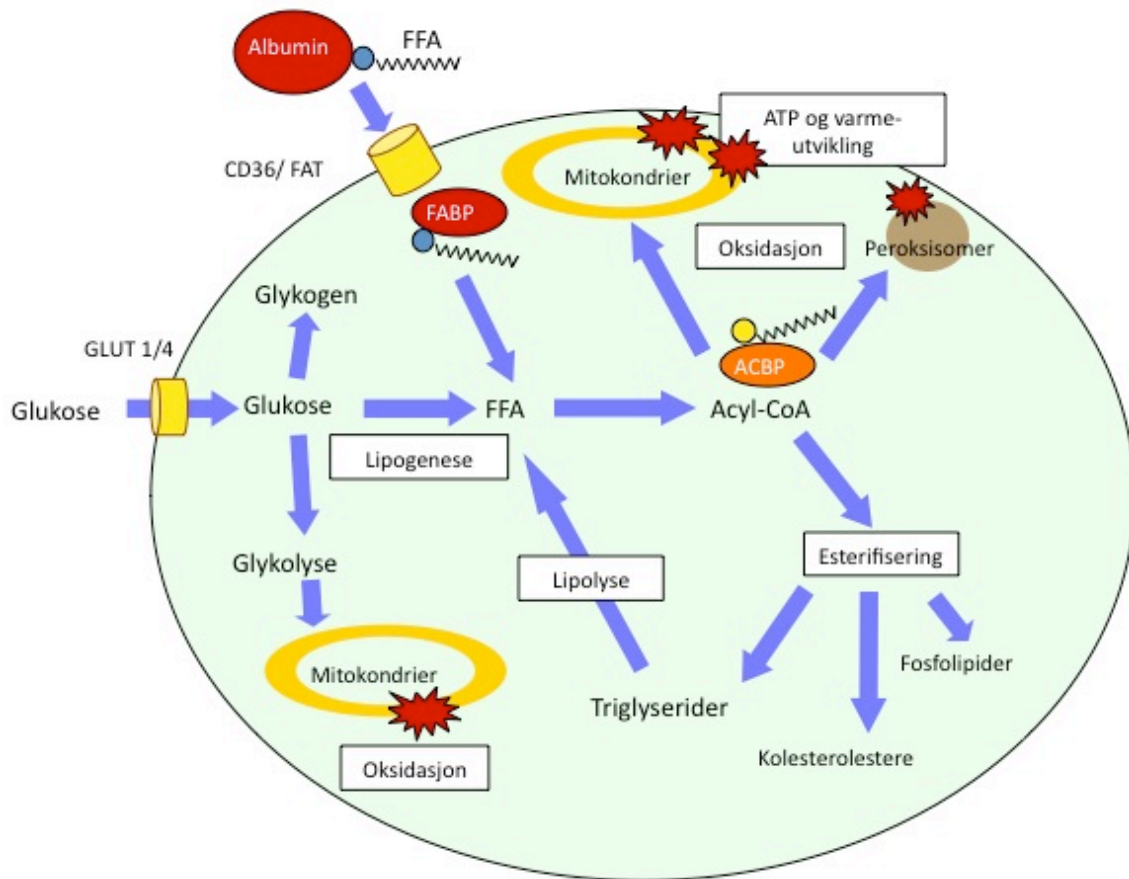 Albumin
FFA
CD36/ FAT
FABP
Mitokondrier
ATP og varme-
utvikling
Oksidasjon
Peroksisomer
Glykogen
GLUT 1/4
ACBP
Glukose
Glukose
FFA
Acyl-CoA
Lipogenese
Glykolyse
Lipolyse
Esterifisering
Mitokondrier
Fosfolipider
Triglyserider
Oksidasjon
Kolesterolestere